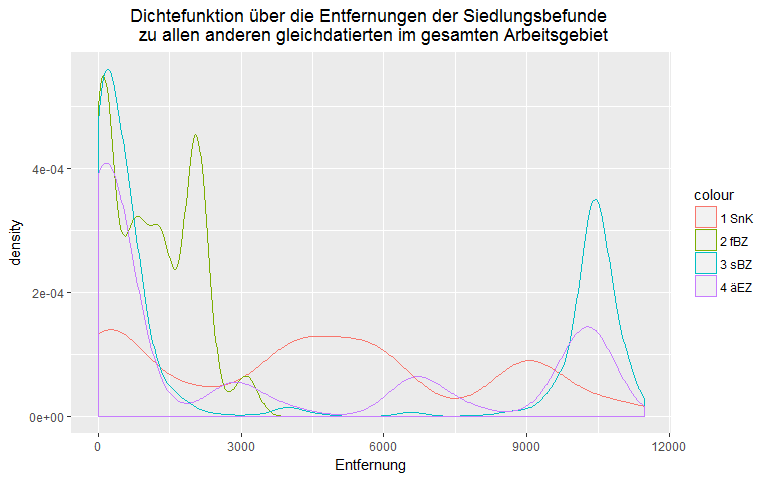 Dichtefunktion über die Entfernungen der Siedlungsbefunde
zu allen anderen gleichdatierten im gesamten Arbeitsgebiet
density
4e-04
2e-04
0e+00
0
3000
6000
9000
12000
Entfernung
colour
1 SnK
2 fBZ
3 sBZ
4 äEZ